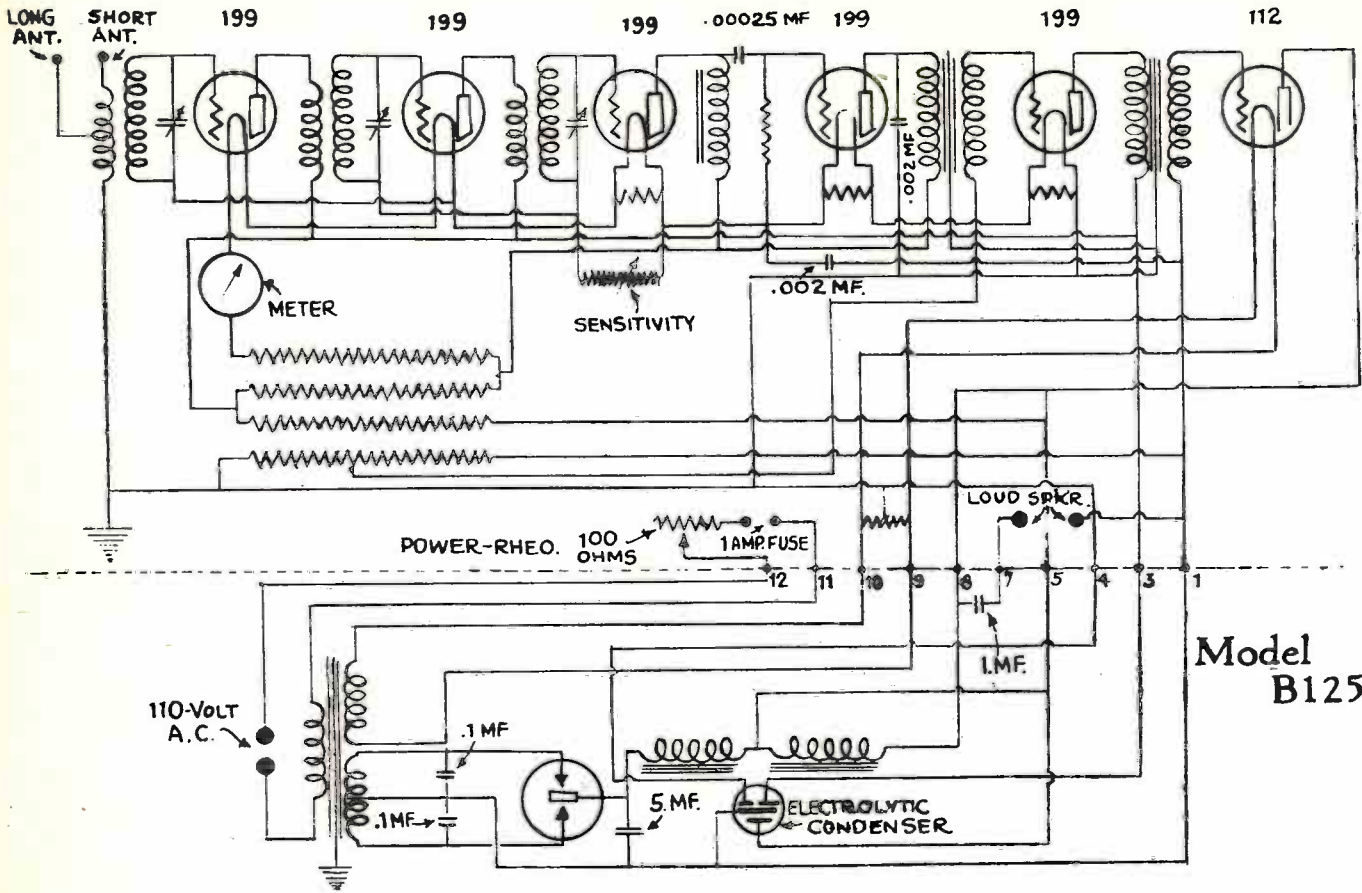 LONG
ANT.
SHORT
ANT.
199
199
199
.00025 MF
199
199
112
.002 MF
METER
SENSITIVITY
.002 MF.
POWER-RHEO.
100
OHMS
1 AMP. FUSE
LOUD SPKR.
12
11
10
9
8
7
5
4
3
1
1.MF.
Model
B125
110-VOLT
A.C.
.1 MF
.1MF
5.MF.
ELECTROLYTIC
CONDENSER